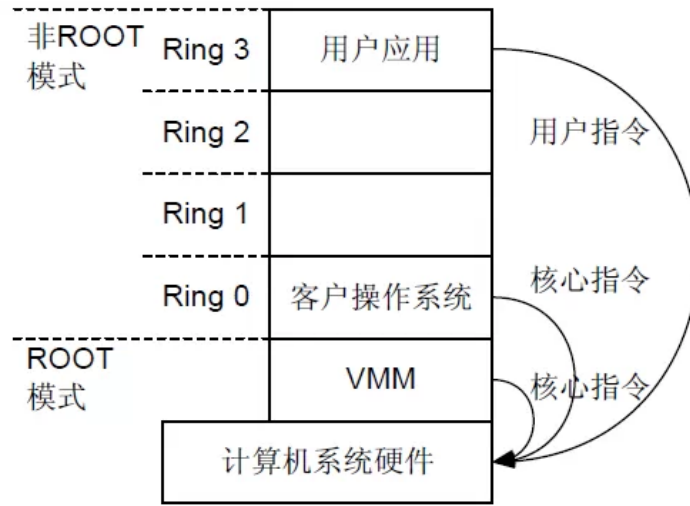 非ROOT
模式
Ring 3
用户应用
Ring 2
用户指令
Ring 1
Ring 0
客户操作系统
核心指令
ROOT
模式
VMM
核心指令
计算机系统硬件